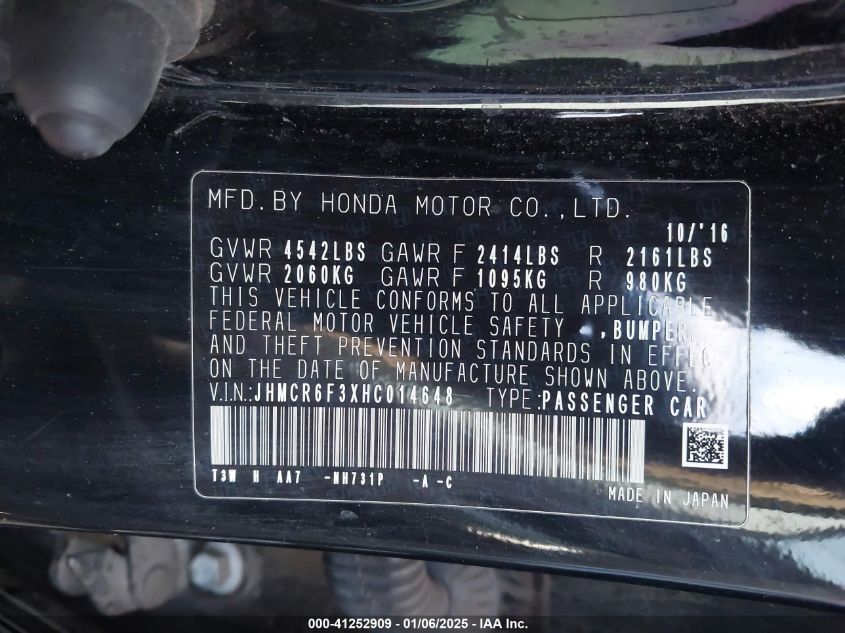 MFD. BY HONDA MOTOR CO., LTD.
10/'16
GVWR 4542LBS GAWR F 2414LBS R 2161LBS
GVWR 2060KG GAWR F 1095KG R 980KG
THIS VEHICLE CONFORMS TO ALL APPLICABLE
FEDERAL MOTOR VEHICLE SAFETY , BUMPER,
AND THEFT PREVENTION STANDARDS IN EFFECT
ON THE DATE OF MANUFACTURE SHOWN ABOVE.
V.I.N.: JHMCR6F3XHC014648 TYPE: PASSENGER CAR
T3W H AA7 -NH731P -A -C
MADE IN JAPAN
000-41252909 | 01/06/2025 - IAA Inc.